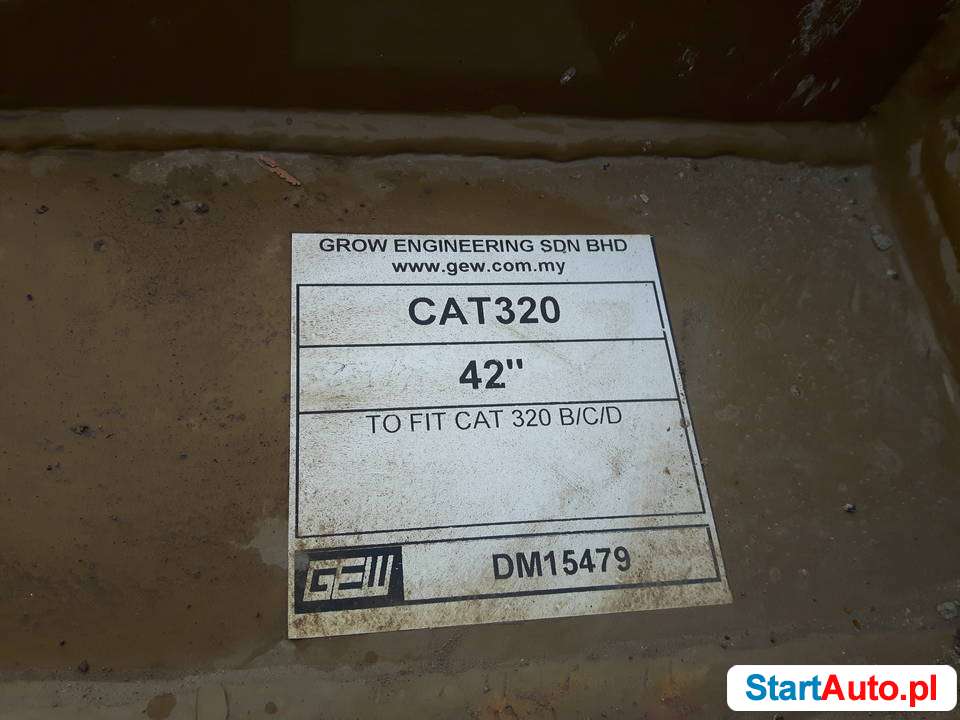 GROW ENGINEERING SDN BHD
www.gew.com.my
CAT320
42"
TO FIT CAT 320 B/C/D
GEW DM15479
StartAuto.pl